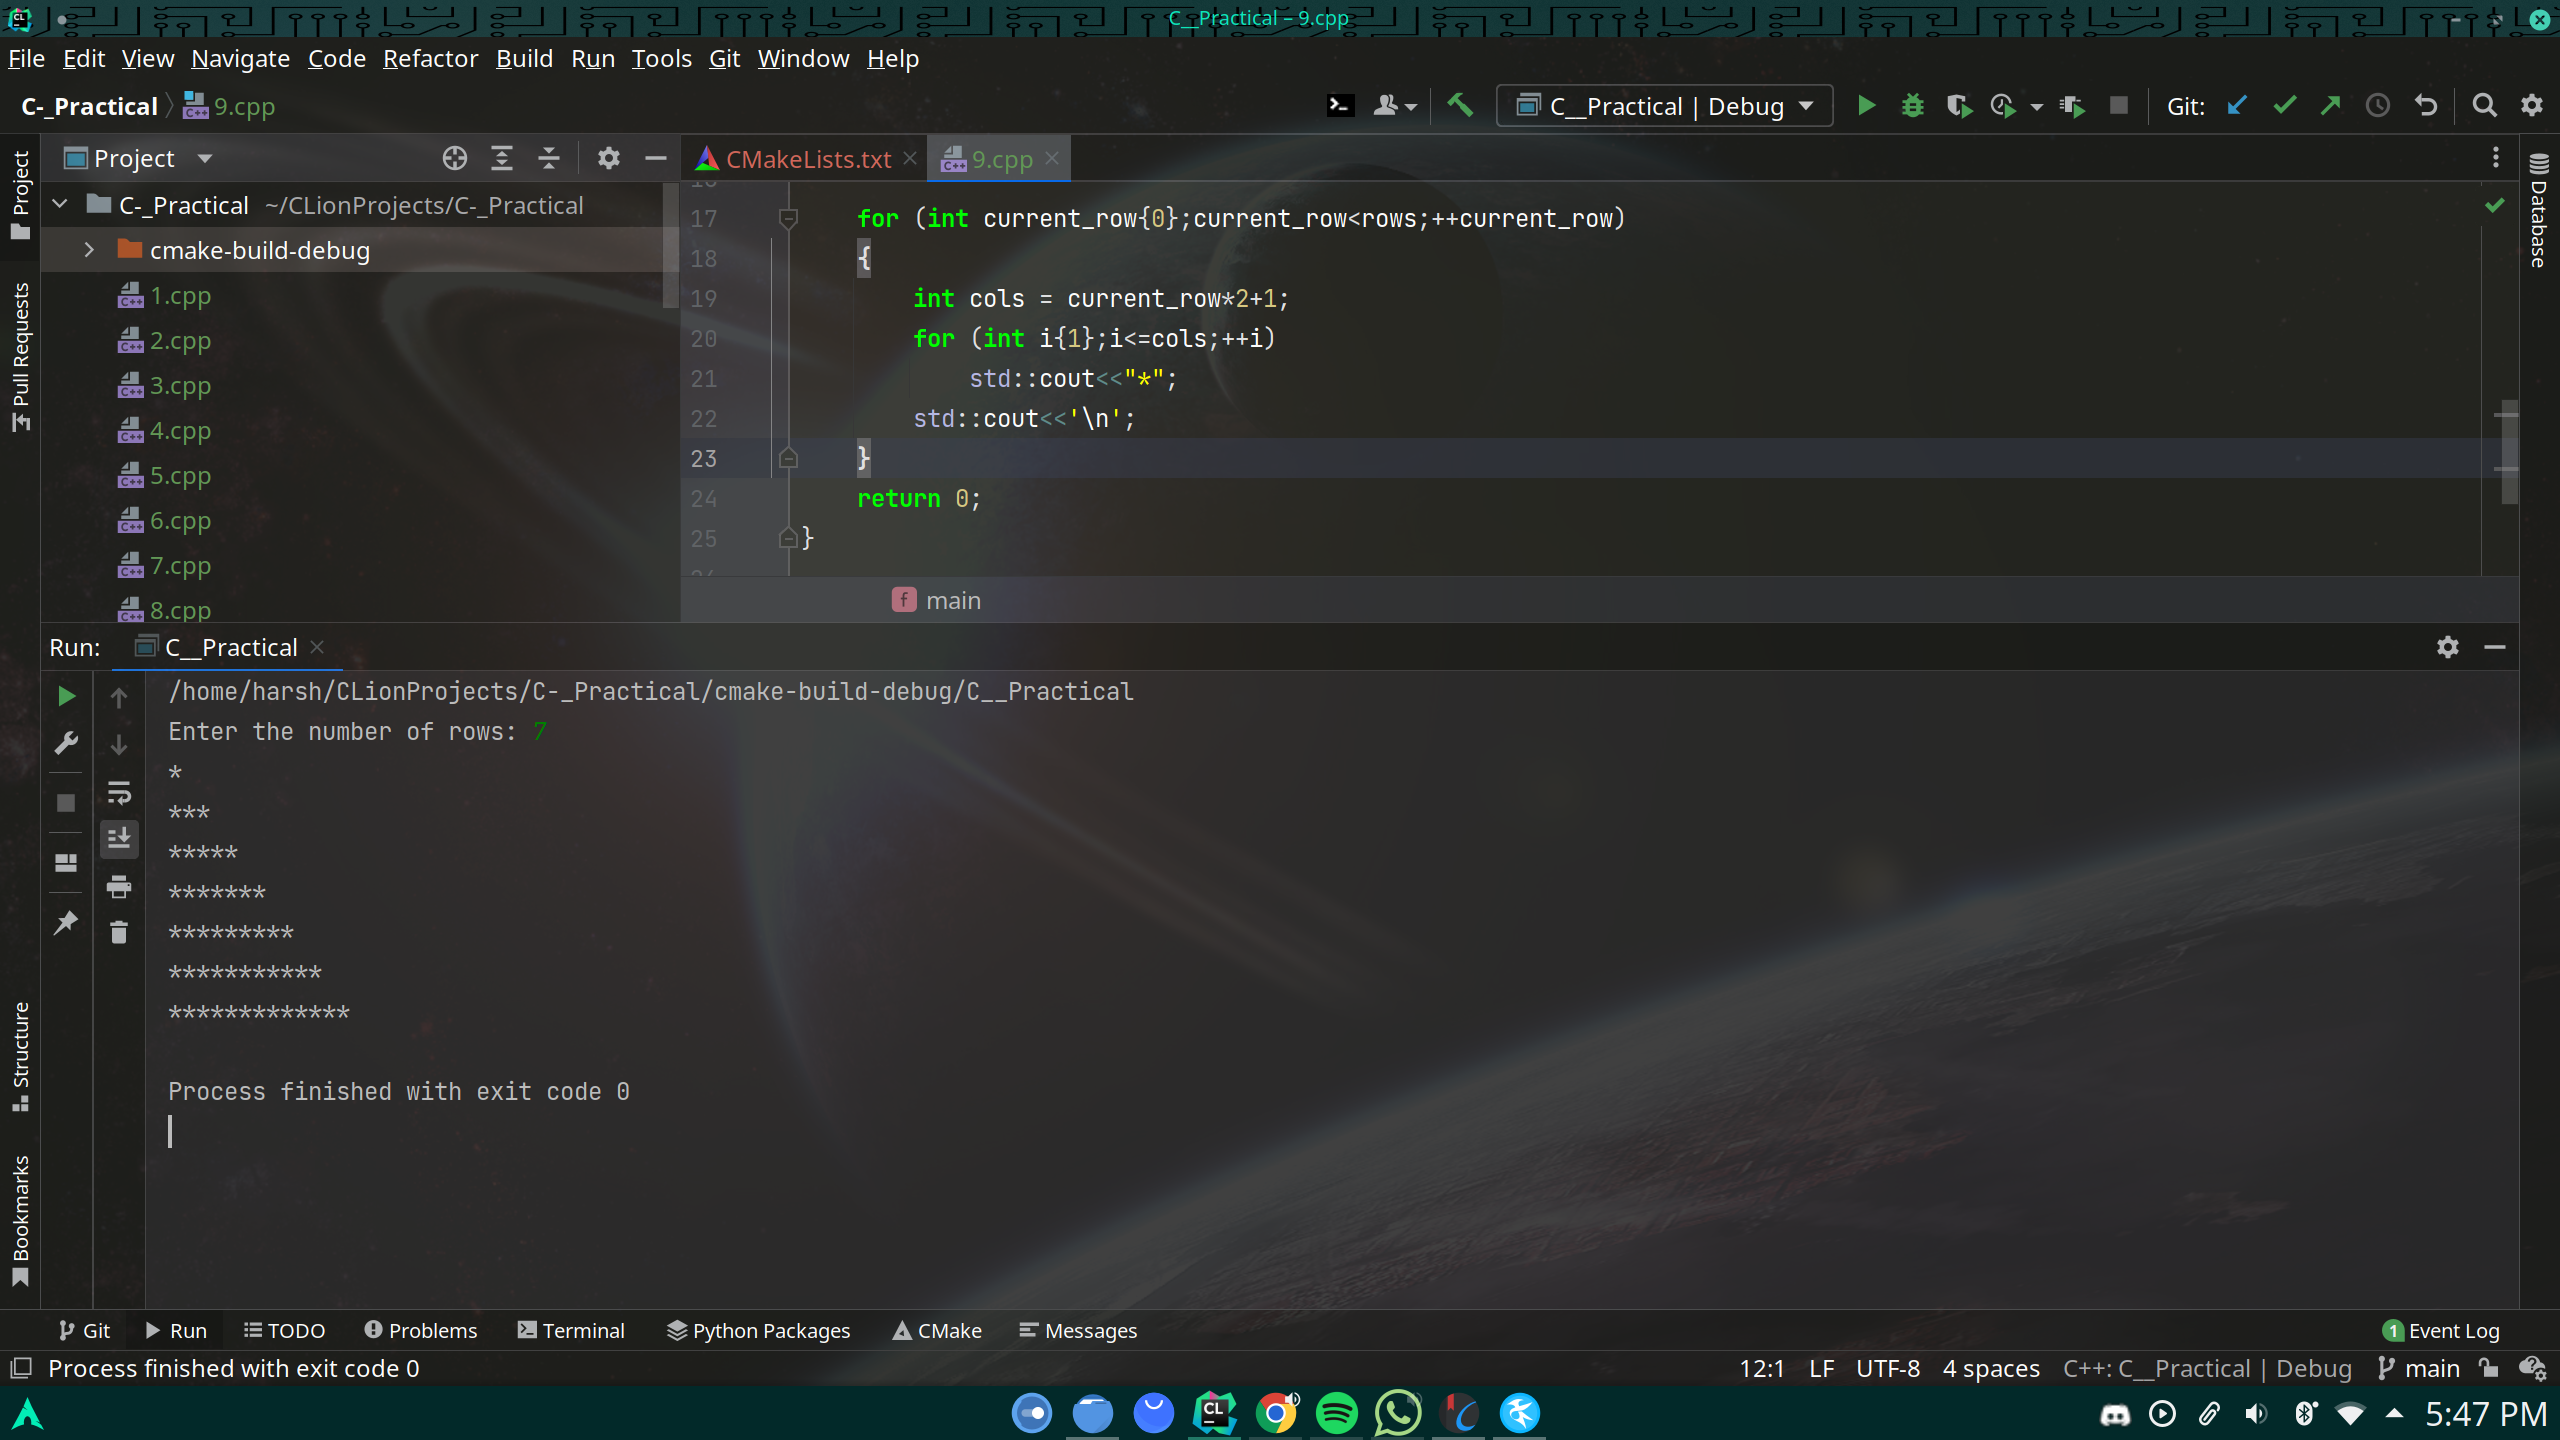 C__Practical – 9.cpp
File Edit View Navigate Code Refactor Build Run Tools Git Window Help
C-_Practical 9.cpp
C__Practical | Debug
Git:
Project
CMakeLists.txt
9.cpp
C-_Practical ~/CLionProjects/C-_Practical
cmake-build-debug
1.cpp
2.cpp
3.cpp
4.cpp
5.cpp
6.cpp
7.cpp
8.cpp
17 for (int current_row{0};current_row<rows;++current_row)
18 {
19 int cols = current_row*2+1;
20 for (int i{1};i<=cols;++i)
21 std::cout<<"*";
22 std::cout<<'\n';
23 }
24 return 0;
25 }
f main
Project
Pull Requests
Structure
Bookmarks
Database
Run: C__Practical
/home/harsh/CLionProjects/C-_Practical/cmake-build-debug/C__Practical
Enter the number of rows: 7
*
***
*****
*******
*********
***********
*************
Process finished with exit code 0
Git Run TODO Problems Terminal Python Packages CMake Messages
1 Event Log
Process finished with exit code 0
12:1 LF UTF-8 4 spaces C++: C__Practical | Debug main
CL
5:47 PM